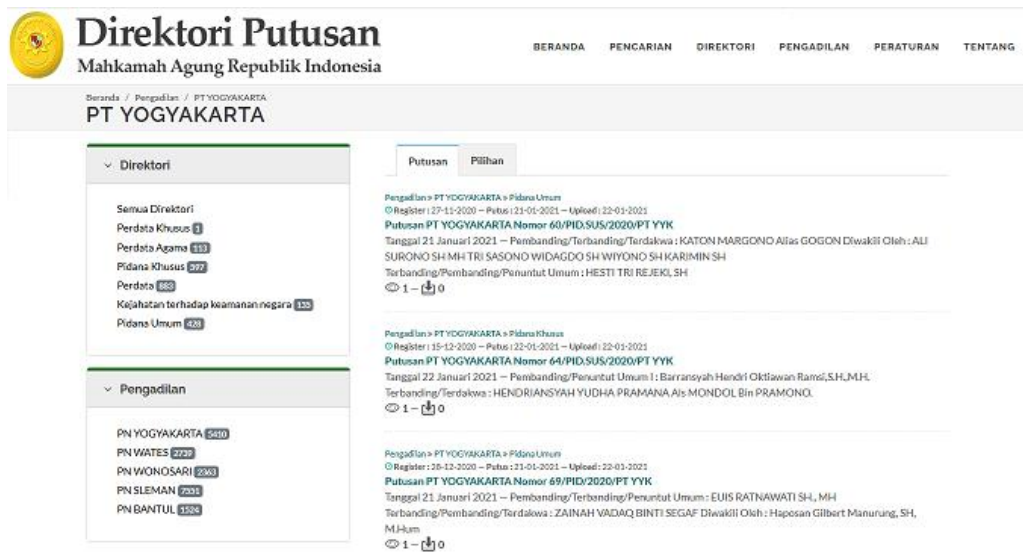 Direktori Putusan
Mahkamah Agung Republik Indonesia
BERANDA PENCARIAN DIREKTORI PENGADILAN PERATURAN TENTANG
Beranda / Pengadilan / PT YOGYAKARTA
PT YOGYAKARTA
Direktori
Semua Direktori
Perdata Khusus 1
Perdata Agama 113
Pidana Khusus 397
Perdata 883
Kejahatan terhadap keamanan negara 135
Pidana Umum 428
Pengadilan
PN YOGYAKARTA 5410
PN WATES 2739
PN WONOSARI 2363
PN SLEMAN
PN BANTUL 1524
Putusan Pilihan
Pengadilan » PT YOGYAKARTA » Pidana Umum
Register : 27-11-2020 — Putus : 21-01-2021 — Upload : 22-01-2021
Putusan PT YOGYAKARTA Nomor 60/PID.SUS/2020/PT YYK
Tanggal 21 Januari 2021 — Pembanding/Terbanding/Terdakwa : KATON MARGONO Alias GOGON Diwakili Oleh : ALI
SURONO SH MH TRI SASONO WIDAGDO SH WIYONO SH KARIMIN SH
Terbanding/Pembanding/Penuntut Umum : HESTI TRI REJEKI, SH
1 — 0
Pengadilan » PT YOGYAKARTA » Pidana Khusus
Register : 15-12-2020 — Putus : 22-01-2021 — Upload : 22-01-2021
Putusan PT YOGYAKARTA Nomor 64/PID.SUS/2020/PT YYK
Tanggal 22 Januari 2021 — Pembanding/Penuntut Umum I : Barransyah Hendri Oktiawan Ramsi,S.H.,M.H.
Terbanding/Terdakwa : HENDRIANSYAH YUDHA PRAMANA Als MONDOL Bin PRAMONO.
1 — 0
Pengadilan » PT YOGYAKARTA » Pidana Umum
Register : 28-12-2020 — Putus : 21-01-2021 — Upload : 22-01-2021
Putusan PT YOGYAKARTA Nomor 69/PID/2020/PT YYK
Tanggal 21 Januari 2021 — Pembanding/Terbanding/Penuntut Umum : EUIS RATNAWATI SH., MH
Terbanding/Pembanding/Terdakwa : ZAINAH VADAQ BINTI SEGAF Diwakili Oleh : Haposan Gilbert Manurung, SH,
M.Hum
1 — 0